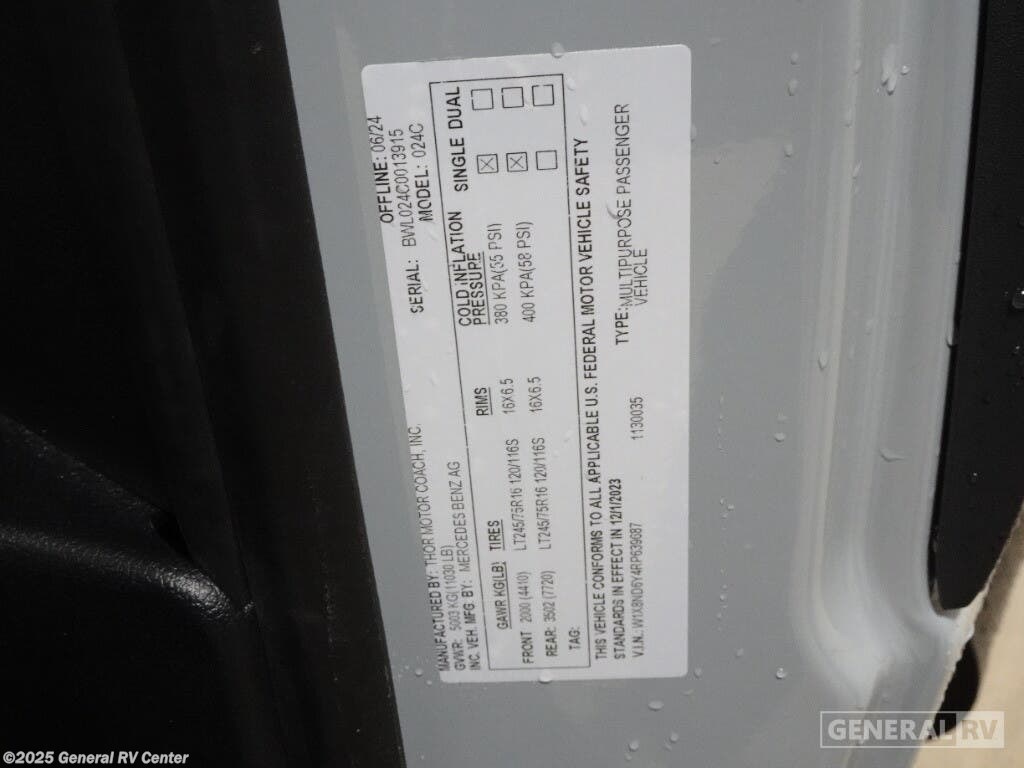 OFFLINE: 06/24
SERIAL: BWL024C0013915
MANUFACTURED BY: THOR MOTOR COACH, INC. MODEL: 024C
GVWR: 5003 KG(11030 LB)
INC. VEH. MFG. BY: MERCEDES BENZ AG
GAWR KG(LB) TIRES RIMS COLD INFLATION PRESSURE SINGLE DUAL
FRONT 2000 (4410) LT245/75R16 120/116S 16X6.5 380 KPA(55 PSI) ☒ ☐
REAR: 3502 (7720) LT245/75R16 120/116S 16X6.5 400 KPA(58 PSI) ☒ ☐
TAG: ☐ ☐
THIS VEHICLE CONFORMS TO ALL APPLICABLE U.S. FEDERAL MOTOR VEHICLE SAFETY
STANDARDS IN EFFECT IN 12/1/2023
V.I.N.: W1X8ND6Y4RP639687 1130035 TYPE: MULTIPURPOSE PASSENGER
VEHICLE
©2025 General RV Center
GENERAL RV